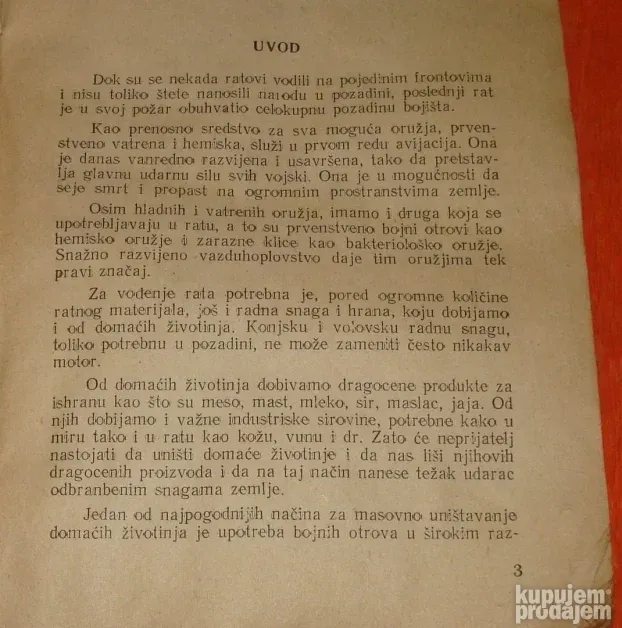 UVOD
Dok su se nekada ratovi vodili na pojedinim frontovima
i nisu toliko štete nanosili narodu u pozadini, poslednji rat
je u svoj požar obuhvatio celokupnu pozadinu bojišta.
Kao prenosno sredstvo za sva moguća oružja, prven-
stveno vatrena i hemiska, služi u prvom redu avijacija. Ona
je danas vanredno razvijena i usavršena, tako da pretstav-
lja glavnu udarnu silu svih vojski. Ona je u mogućnosti da
seje smrt i propast na ogromnim prostranstvima zemlje.
Osim hladnih i vatrenih oružja, imamo i druga koja se
upotrebljavaju u ratu, a to su prvenstveno bojni otrovi kao
hemisko oružje i zarazne klice kao bakteriološko oružje.
Snažno razvijeno vazduhoplovstvo daje tim oružjima tek
pravi značaj.
Za vođenje rata potrebna je, pored ogromne količine
ratnog materijala, još i radna snaga i hrana, koju dobijamo
i od domaćih životinja. Konjsku i volovsku radnu snagu,
toliko potrebnu u pozadini, ne može zameniti često nikakav
motor.
Od domaćih životinja dobivamo dragocene produkte za
ishranu kao što su meso, mast, mleko, sir, maslac, jaja. Od
njih dobijamo i važne industriske sirovine, potrebne kako u
miru tako i u ratu kao kožu, vunu i dr. Zato će neprijatelj
nastojati da uništi domaće životinje i da nas liši njihovih
dragocenih proizvoda i da na taj način nanese težak udarac
odbranbenim snagama zemlje.
Jedan od najpogodnijih načina za masovno uništavanje
domaćih životinja je upotreba bojnih otrova u širokim raz-
3
kupujem
prodajem